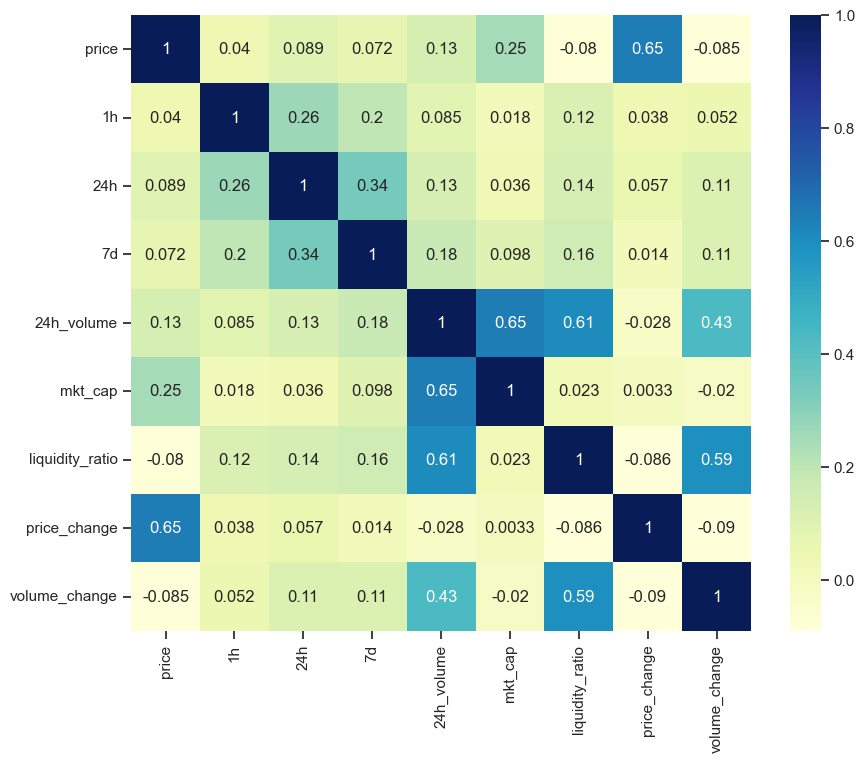 price 1 0.04 0.089 0.072 0.13 0.25 -0.08 0.65 -0.085
1h 0.04 1 0.26 0.2 0.085 0.018 0.12 0.038 0.052
24h 0.089 0.26 1 0.34 0.13 0.036 0.14 0.057 0.11
7d 0.072 0.2 0.34 1 0.18 0.098 0.16 0.014 0.11
24h_volume 0.13 0.085 0.13 0.18 1 0.65 0.61 -0.028 0.43
mkt_cap 0.25 0.018 0.036 0.098 0.65 1 0.023 0.0033 -0.02
liquidity_ratio -0.08 0.12 0.14 0.16 0.61 0.023 1 -0.086 0.59
price_change 0.65 0.038 0.057 0.014 -0.028 0.0033 -0.086 1 -0.09
volume_change -0.085 0.052 0.11 0.11 0.43 -0.02 0.59 -0.09 1
price 1h 24h 7d 24h_volume mkt_cap liquidity_ratio price_change volume_change
1.0
0.8
0.6
0.4
0.2
0.0